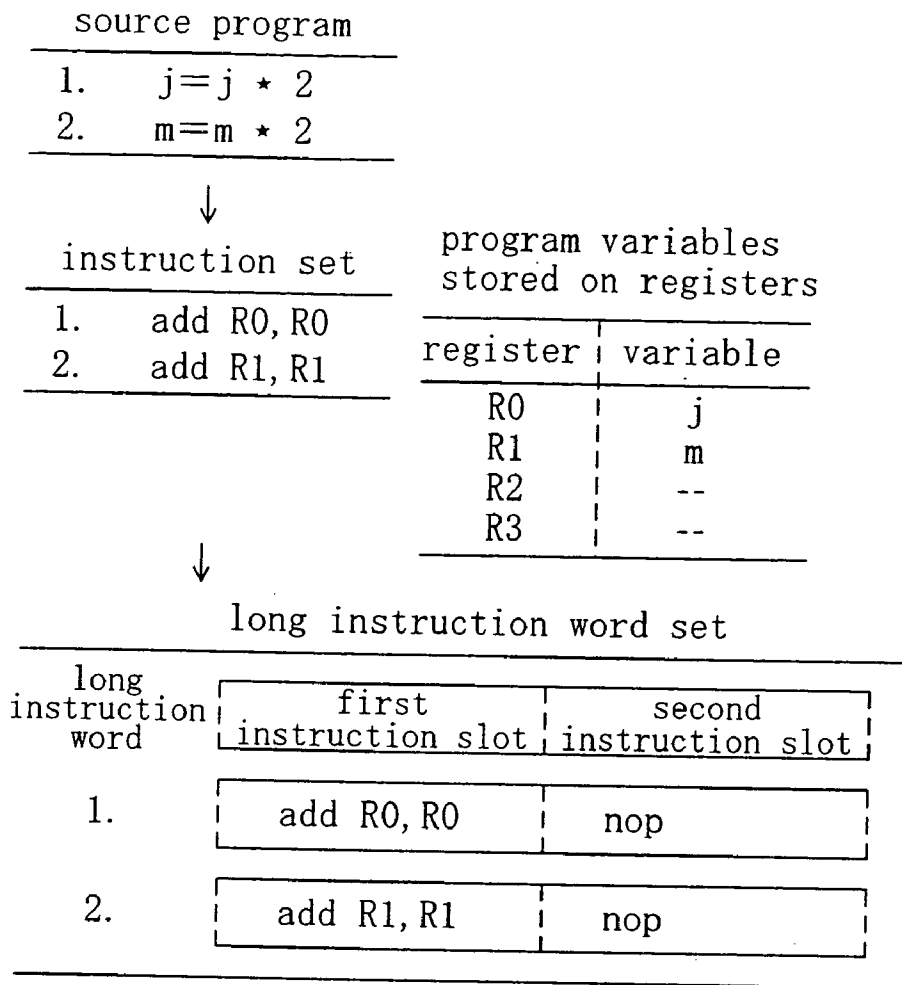 source program
1. j=j * 2
2. m=m * 2
↓
instruction set
1. add R0, R0
2. add R1, R1
program variables
stored on registers
register variable
R0 j
R1 m
R2 --
R3 --
↓
long instruction word set
long
instruction
word
first
instruction slot
second
instruction slot
1. add R0, R0 nop
2. add R1, R1 nop